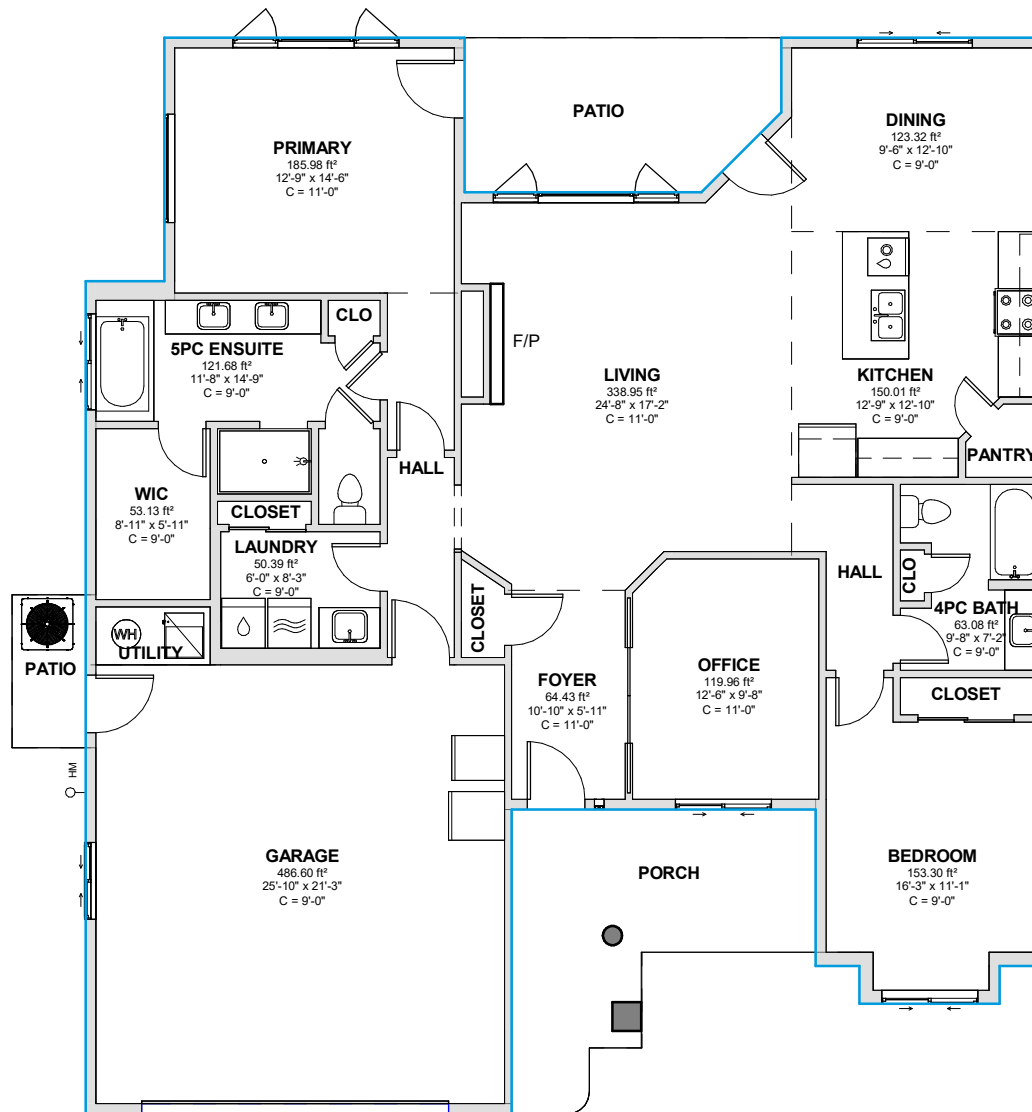 PATIO
DINING
123.32 ft²
9'-6" x 12'-10"
C = 9'-0"
PRIMARY
185.98 ft²
12'-9" x 14'-6"
C = 11'-0"
CLO
5PC ENSUITE
121.68 ft²
11'-8" x 14'-9"
C = 9'-0"
F/P
LIVING
338.95 ft²
24'-8" x 17'-2"
C = 11'-0"
KITCHEN
150.01 ft²
12'-9" x 12'-10"
C = 9'-0"
PANTRY
HALL
WIC
53.13 ft²
8'-11" x 5'-11"
C = 9'-0"
CLOSET
LAUNDRY
50.39 ft²
6'-0" x 8'-3"
C = 9'-0"
HALL
CLO
4PC BATH
63.08 ft²
9'-8" x 7'-2"
C = 9'-0"
CLOSET
WH
UTILITY
PATIO
FOYER
64.43 ft²
10'-10" x 5'-11"
C = 11'-0"
OFFICE
119.96 ft²
12'-6" x 9'-8"
C = 11'-0"
CLOSET
HM
GARAGE
486.60 ft²
25'-10" x 21'-3"
C = 9'-0"
PORCH
BEDROOM
153.30 ft²
16'-3" x 11'-1"
C = 9'-0"